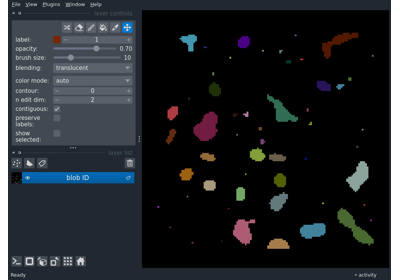 File View Plugins Window Help
layer controls
label: 1
opacity: 0.70
brush size: 10
blending: translucent
color mode: auto
contour: 0
n edit dim: 2
contiguous:
preserve
labels:
show
selected:
layer list
blob ID
Ready
activity